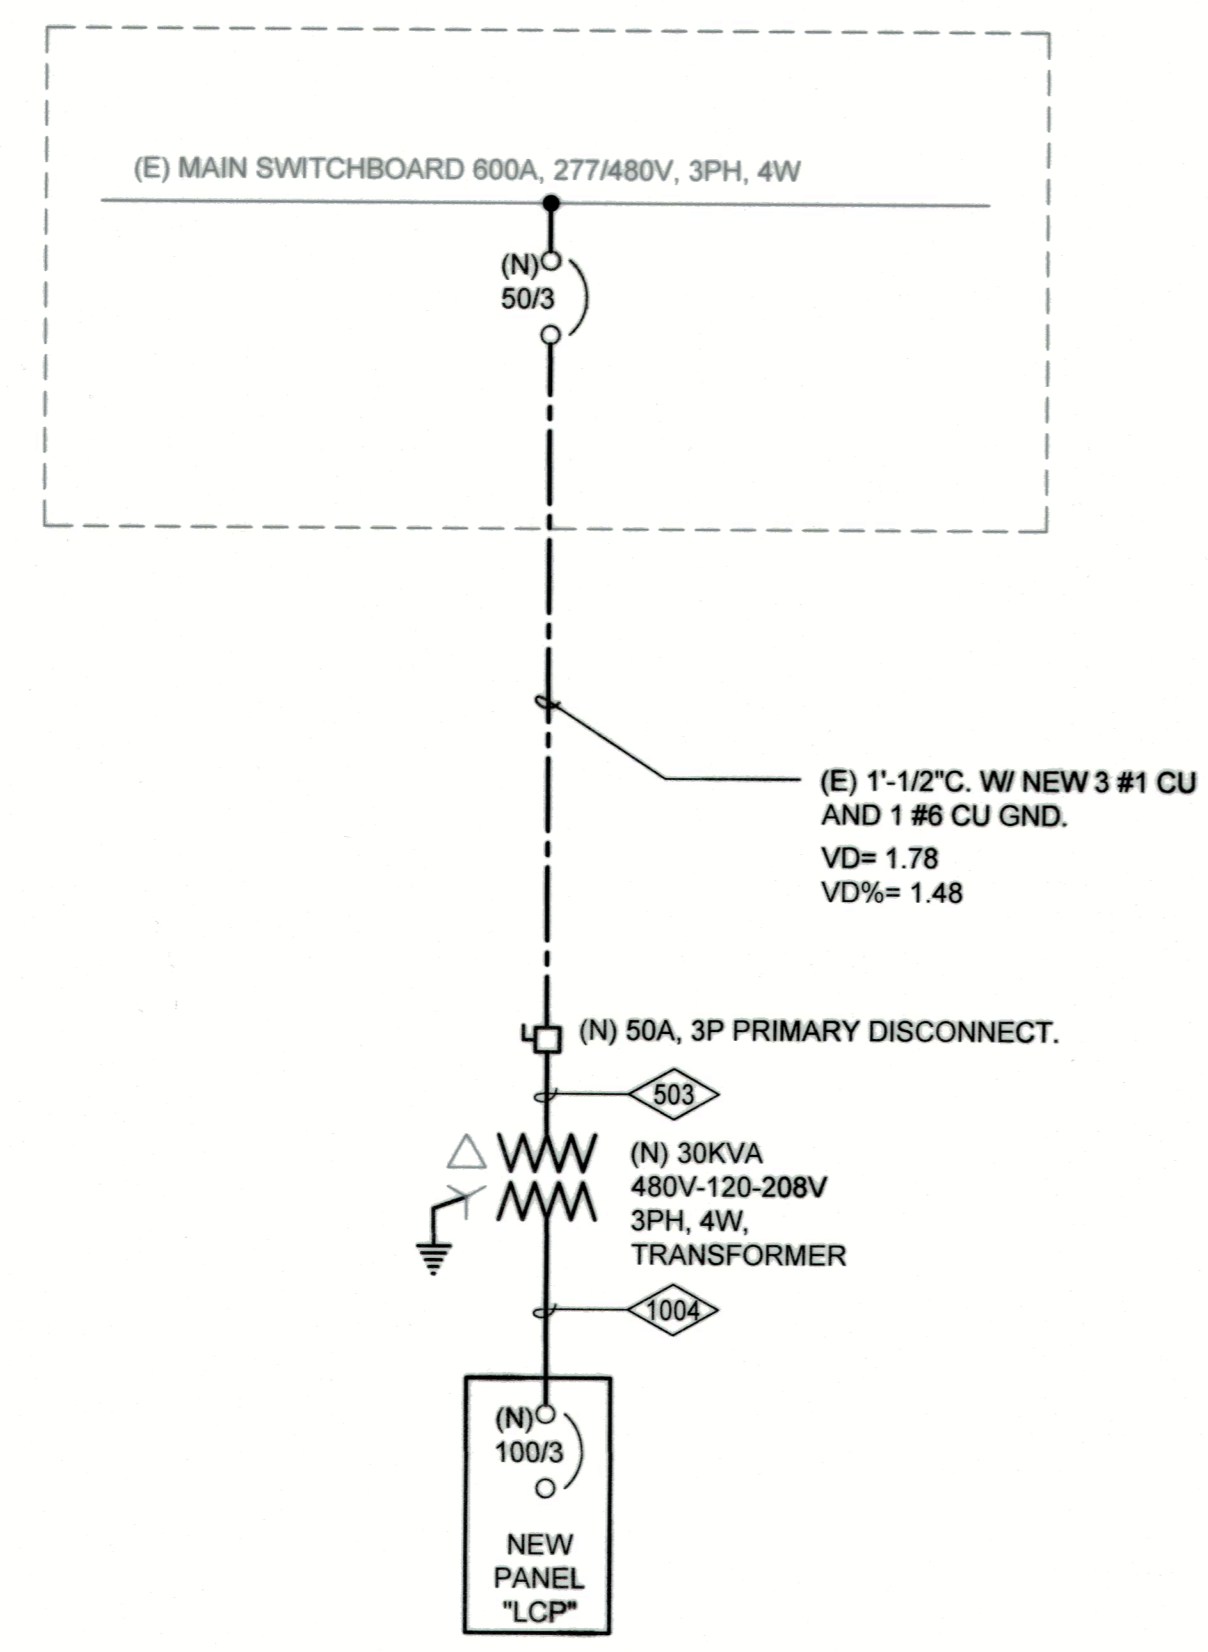 (E) MAIN SWITCHBOARD 600A, 277/480V, 3PH, 4W
(N)
50/3
(E) 1'-1/2"C. W/ NEW 3 #1 CU
AND 1 #6 CU GND.
VD= 1.78
VD%= 1.48
(N) 50A, 3P PRIMARY DISCONNECT.
503
(N) 30KVA
480V-120-208V
3PH, 4W,
TRANSFORMER
1004
(N)
100/3
NEW
PANEL
"LCP"